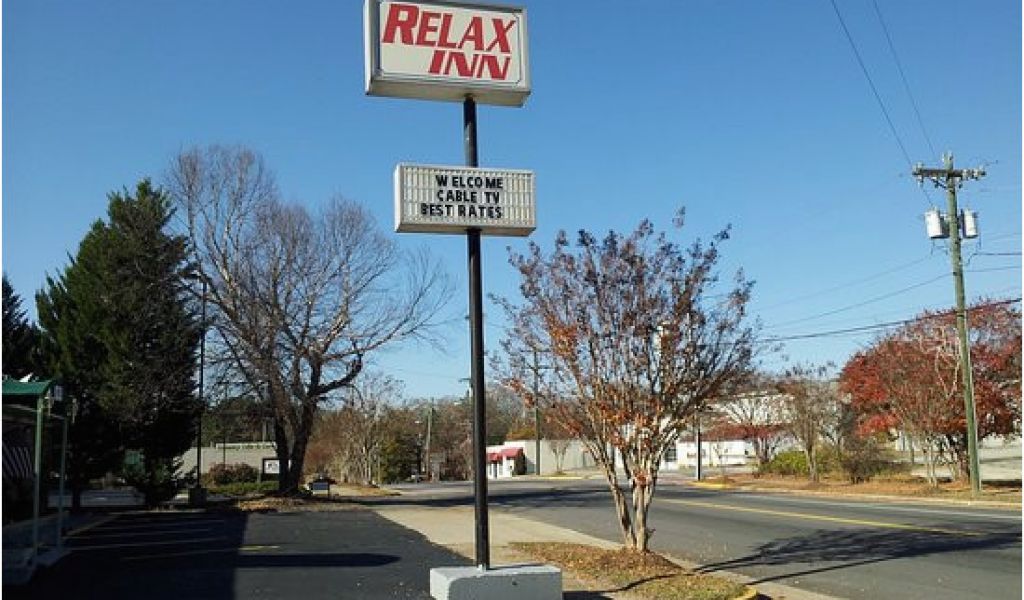 RELAX
INN
WELCOME
CABLE TV
BEST RATES